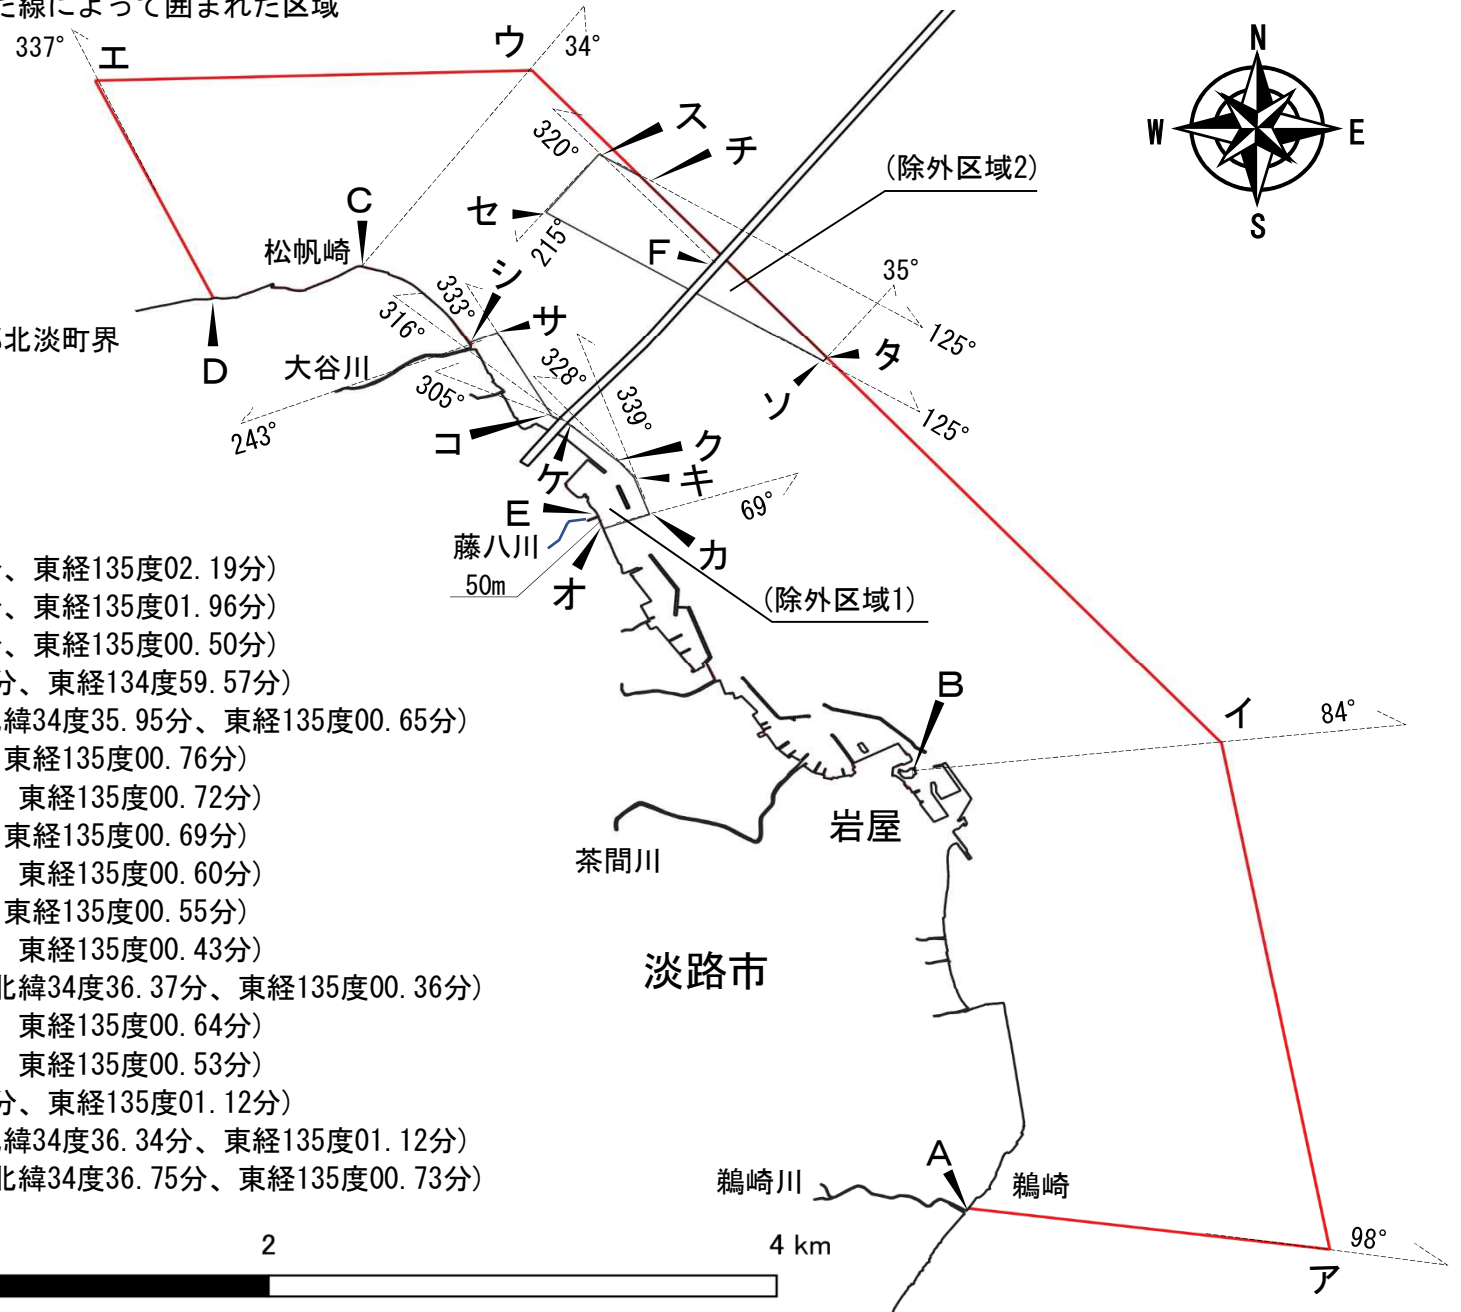 た線によって囲まれた区域
337°
エ
ウ
34°
N
W
E
S
320°
ス
チ
(除外区域2)
C
セ
215°
F
松帆崎
シ
333°
サ
316°
35°
125°
北淡町界
D
大谷川
328°
タ
305°
339°
ソ
125°
243°
コ
ク
ケ
キ
E
69°
藤八川
カ
50m
オ
(除外区域1)
、東経135度02.19分)
、東経135度01.96分)
、東経135度00.50分)
分、東経134度59.57分)
緯34度35.95分、東経135度00.65分)
東経135度00.76分)
東経135度00.72分)
東経135度00.69分)
東経135度00.60分)
東経135度00.55分)
東経135度00.43分)
北緯34度36.37分、東経135度00.36分)
東経135度00.64分)
東経135度00.53分)
分、東経135度01.12分)
緯34度36.34分、東経135度01.12分)
北緯34度36.75分、東経135度00.73分)
B
イ
84°
岩屋
茶間川
淡路市
A
鵜崎川
鵜崎
98°
ア
2
4 km